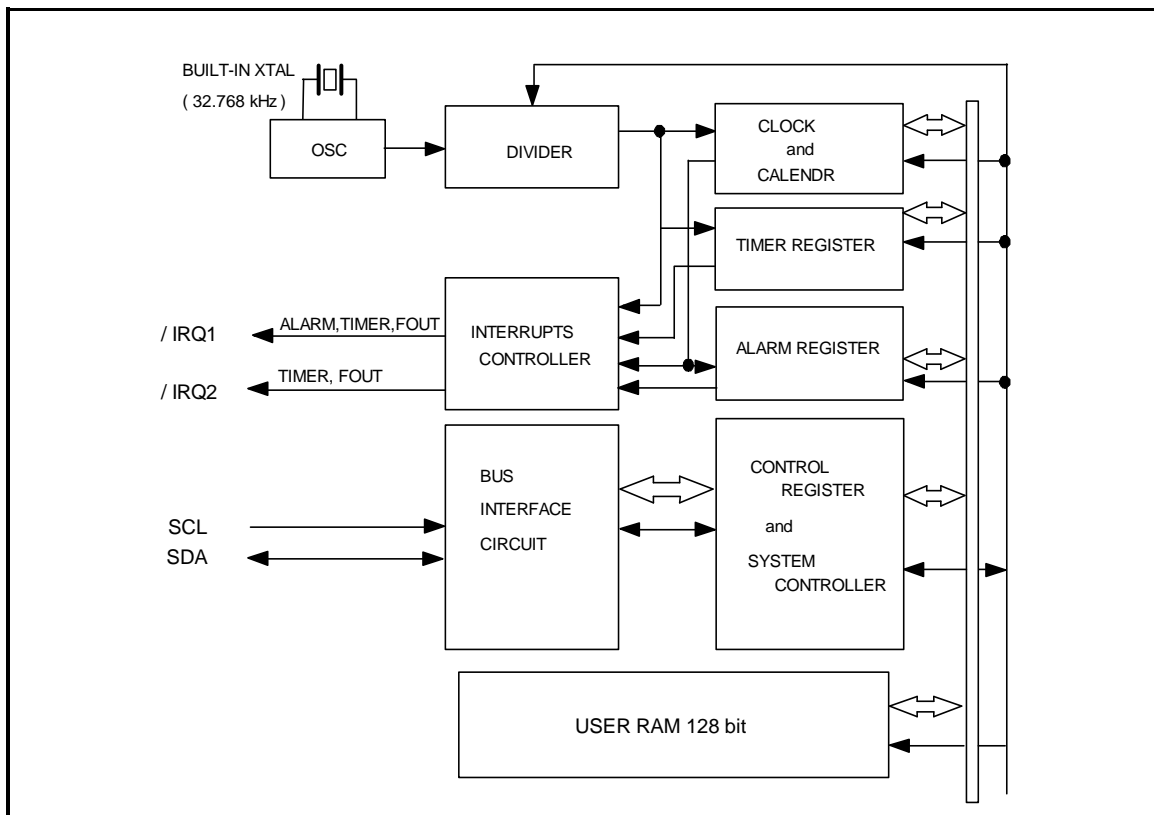 BUILT-IN XTAL
( 32.768 kHz )
OSC
DIVIDER
CLOCK
and
CALENDR
TIMER REGISTER
/ IRQ1
ALARM,TIMER,FOUT
INTERRUPTS
CONTROLLER
ALARM REGISTER
/ IRQ2
TIMER, FOUT
BUS
INTERFACE
CIRCUIT
CONTROL
REGISTER
and
SYSTEM
CONTROLLER
SCL
SDA
USER RAM 128 bit